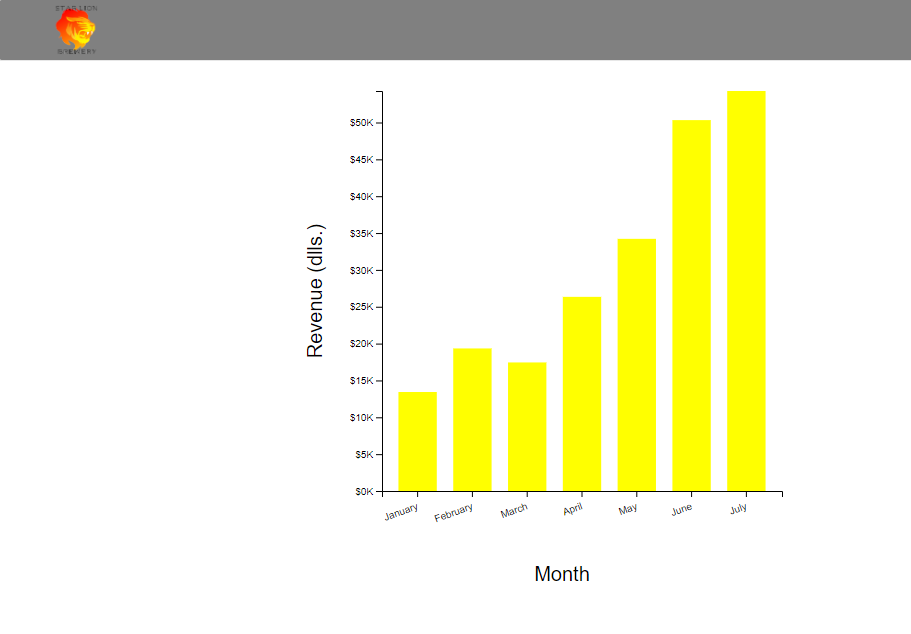 STAR LION
BREWERY
$50K
$45K
$40K
$35K
$30K
$25K
$20K
$15K
$10K
$5K
$0K
Revenue (dlls.)
January February March April May June July
Month